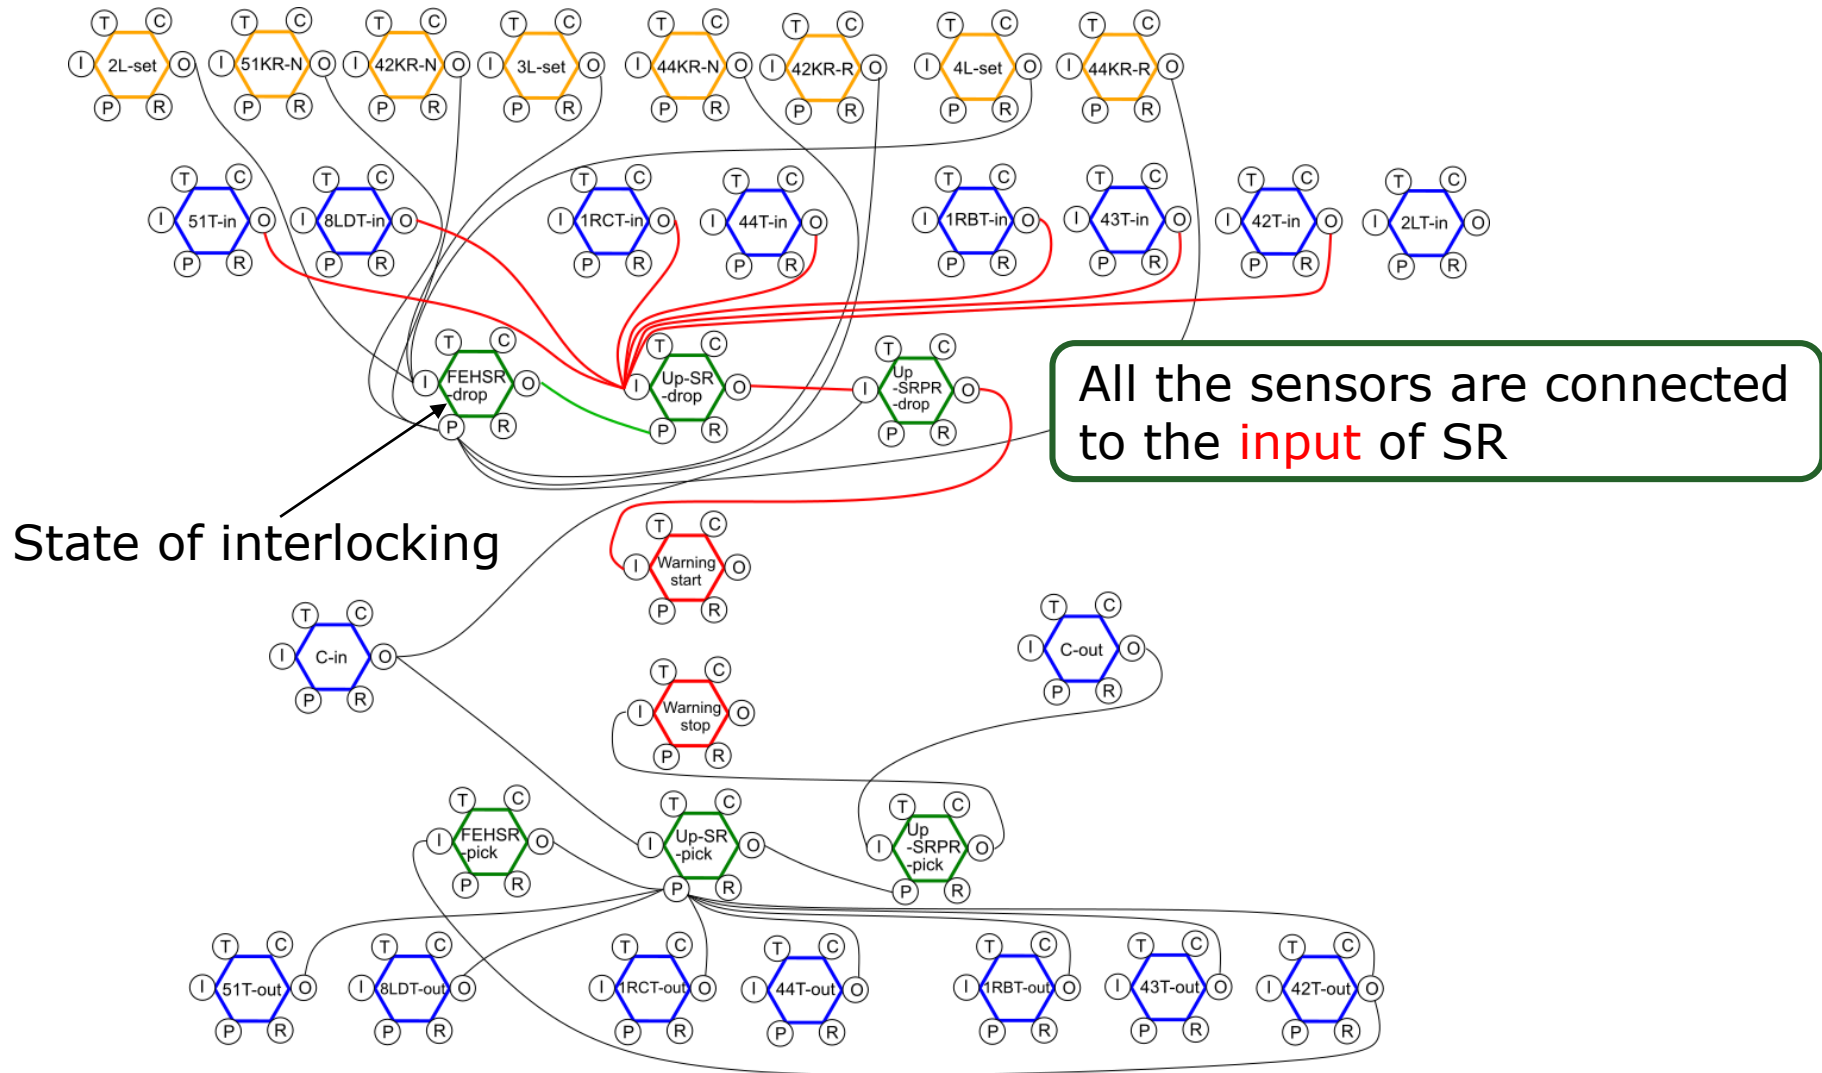 T C T C T C T C T C T C T C T C
I 2L-set O I 51KR-N O I 42KR-N O I 3L-set O I 44KR-N O I 42KR-R O I 4L-set O I 44KR-R O
P R P R P R P R P R P R P R P R
T C T C T C T C T C T C T C T C
I 51T-in O I 8LDT-in O I 1RCT-in O I 44T-in O I 1RBT-in O I 43T-in O I 42T-in O I 2LT-in O
P R P R P R P R P R P R P R P R
T C
I FEHSR O
-drop
P R
T C
I Up-SR O
-drop
P R
T C
Up
I -SRPR O
-drop
P R
All the sensors are connected
to the input of SR
State of interlocking
T C
I Warning O
start
P R
T C
I C-in O
P R
T C
I C-out O
P R
T C
I Warning O
stop
P R
T C
I FEHSR O
-pick
P R
T C
I Up-SR O
-pick
P R
T C
Up
I -SRPR O
-pick
P R
T C T C T C T C T C T C T C
I 51T-out O I 8LDT-out O I 1RCT-out O I 44T-out O I 1RBT-out O I 43T-out O I 42T-out O
P R P R P R P R P R P R P R